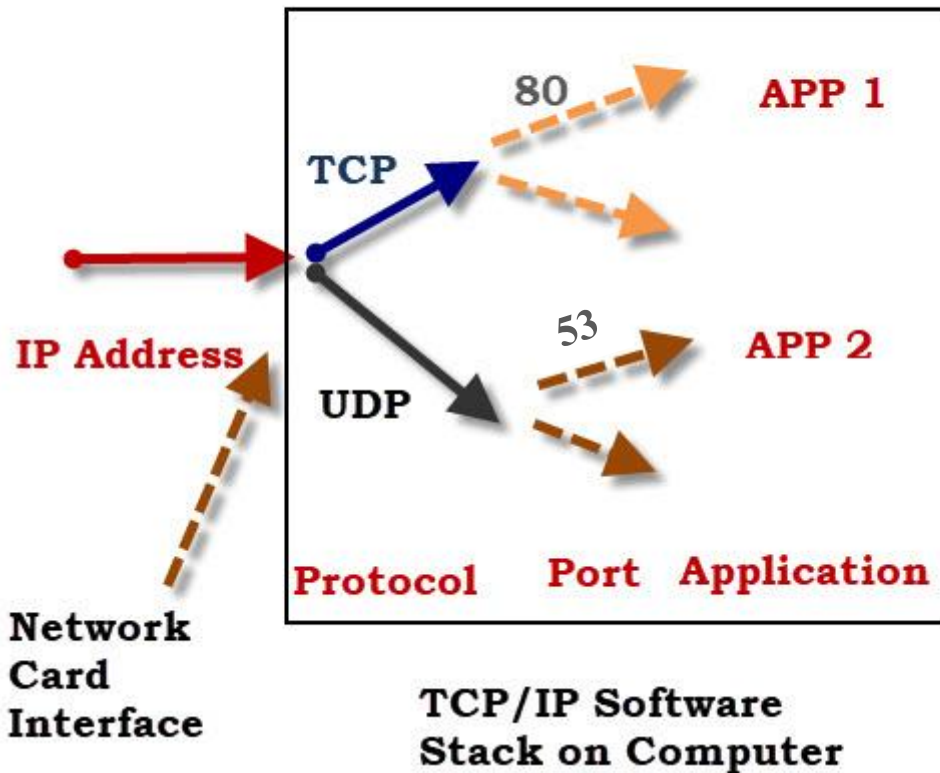 80
APP 1
TCP
53
IP Address
APP 2
UDP
Protocol
Port
Application
Network
Card
Interface
TCP/IP Software
Stack on Computer